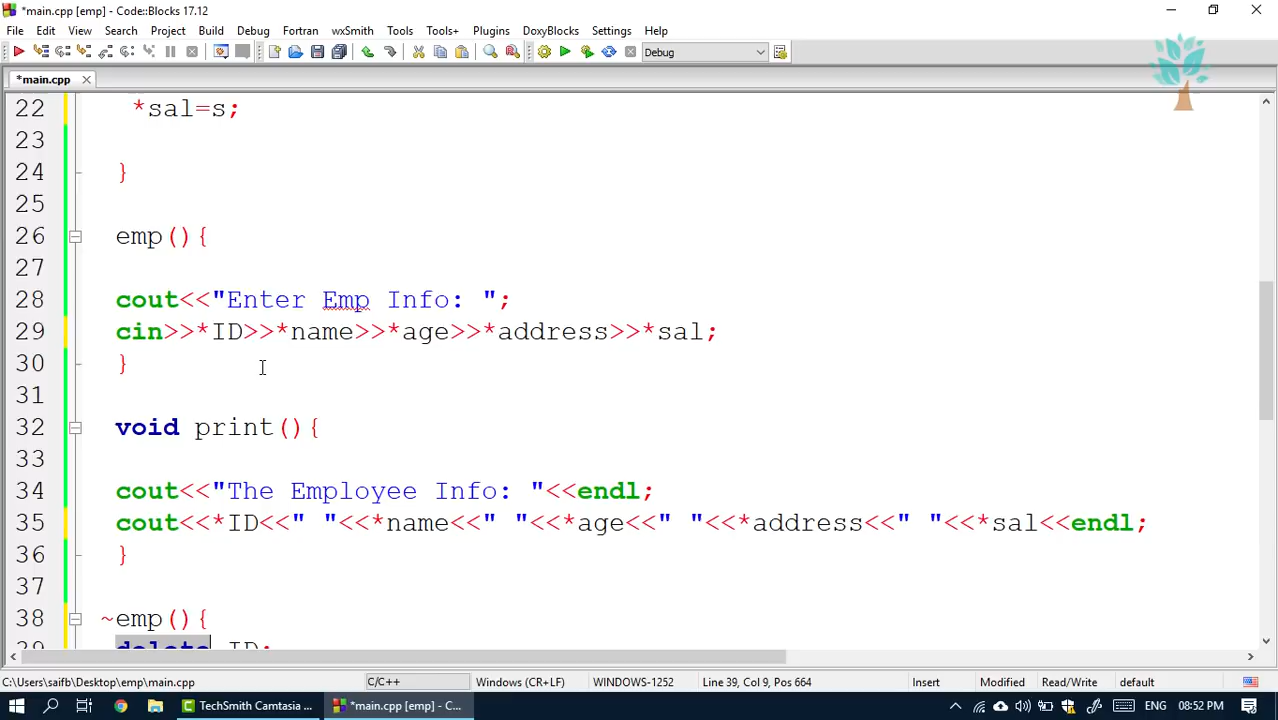 *main.cpp [emp] - Code::Blocks 17.12
File Edit View Search Project Build Debug Fortran wxSmith Tools Tools+ Plugins DoxyBlocks Settings Help
Debug
*main.cpp
22 *sal=s;
23
24 }
25
26 emp(){
27
28 cout<<"Enter Emp Info: ";
29 cin>>*ID>>*name>>*age>>*address>>*sal;
30 }
31
32 void print(){
33
34 cout<<"The Employee Info: "<<endl;
35 cout<<*ID<<" "<<*name<<" "<<*age<<" "<<*address<<" "<<*sal<<endl;
36 }
37
38 ~emp(){
39 delete ID;
C:\Users\saifb\Desktop\emp\main.cpp C/C++ Windows (CR+LF) WINDOWS-1252 Line 39, Col 9, Pos 664 Insert Modified Read/Write default
TechSmith Camtasia ... *main.cpp [emp] - C... ENG 08:52 PM